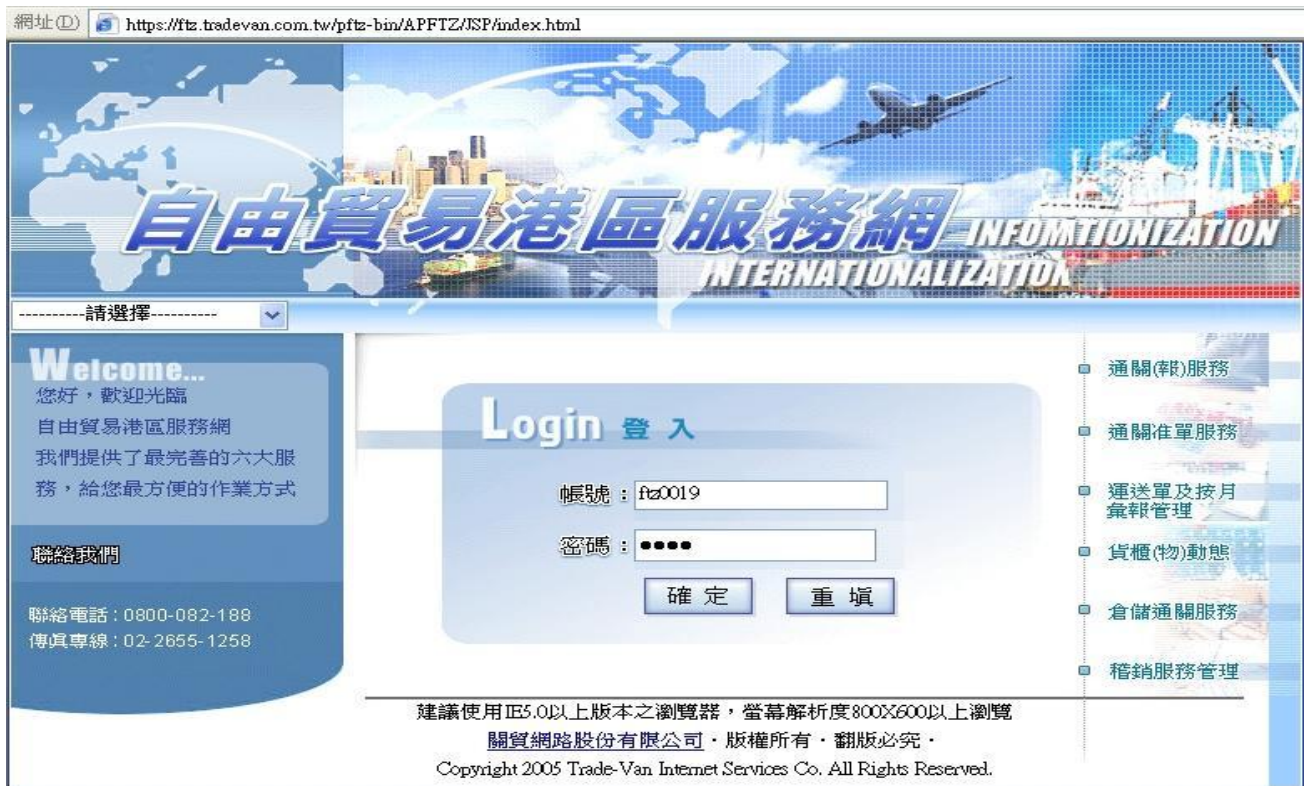 網址(D) https://ftz.tradevan.com.tw/pftz-bin/APFTZ/JSP/index.html
自由貿易港區服務網 INFOMTIONIZATION
INTERNATIONALIZATION
----------請選擇----------
Welcome...
您好，歡迎光臨
自由貿易港區服務網
我們提供了最完善的六大服
務，給您最方便的作業方式
聯絡我們
聯絡電話：0800-082-188
傳真專線：02-2655-1258
Login 登入
帳號：ftz0019
密碼：●●●●
確定 重填
通關(報)服務
通關准單服務
運送單及按月
彙報管理
貨櫃(物)動態
倉儲通關服務
稽銷服務管理
建議使用IE5.0以上版本之瀏覽器，螢幕解析度800X600以上瀏覽
關貿網路股份有限公司．版權所有．翻版必究．
Copyright 2005 Trade-Van Internet Services Co. All Rights Reserved.